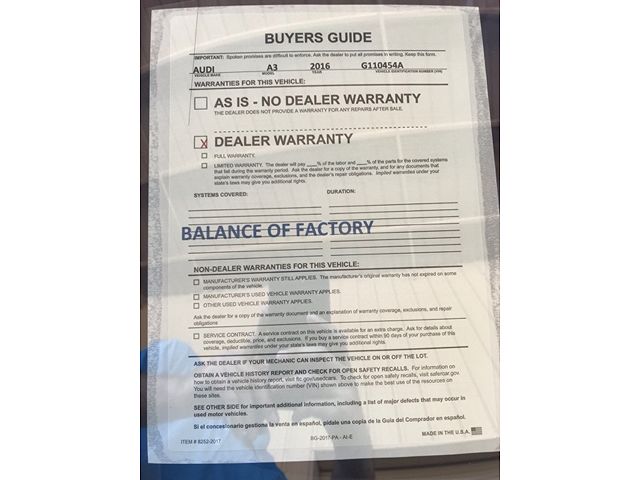 BUYERS GUIDE
IMPORTANT: Spoken promises are difficult to enforce. Ask the dealer to put all promises in writing. Keep this form.
AUDI A3 2016 G110454A
VEHICLE MAKE MODEL YEAR VEHICLE IDENTIFICATION NUMBER (VIN)
WARRANTIES FOR THIS VEHICLE:
AS IS - NO DEALER WARRANTY
THE DEALER DOES NOT PROVIDE A WARRANTY FOR ANY REPAIRS AFTER SALE.
X DEALER WARRANTY
FULL WARRANTY.
LIMITED WARRANTY. The dealer will pay ___% of the labor and ___% of the parts for the covered systems
that fail during the warranty period. Ask the dealer for a copy of the warranty, and for any documents that
explain warranty coverage, exclusions, and the dealer's repair obligations. Implied warranties under your
state's laws may give you additional rights.
SYSTEMS COVERED: DURATION:
BALANCE OF FACTORY
NON-DEALER WARRANTIES FOR THIS VEHICLE:
MANUFACTURER'S WARRANTY STILL APPLIES. The manufacturer's original warranty has not expired on some
components of the vehicle.
MANUFACTURER'S USED VEHICLE WARRANTY APPLIES.
OTHER USED VEHICLE WARRANTY APPLIES.
Ask the dealer for a copy of the warranty document and an explanation of warranty coverage, exclusions, and repair
obligations
SERVICE CONTRACT. A service contract on this vehicle is available for an extra charge. Ask for details about
coverage, deductible, price, and exclusions. If you buy a service contract within 90 days of your purchase of this
vehicle, implied warranties under your state's laws may give you additional rights.
ASK THE DEALER IF YOUR MECHANIC CAN INSPECT THE VEHICLE ON OR OFF THE LOT.
OBTAIN A VEHICLE HISTORY REPORT AND CHECK FOR OPEN SAFETY RECALLS. For information on
how to obtain a vehicle history report, visit ftc.gov/usedcars. To check for open safety recalls, visit safercar.gov.
You will need the vehicle identification number (VIN) shown above to make the best use of the resources on
these sites.
SEE OTHER SIDE for important additional information, including a list of major defects that may occur in
used motor vehicles.
Si el concesionario gestiona la venta en español, pídale una copia de la Guía del Comprador en español.
ITEM # 8252-2017 BG-2017-PA - AI-E MADE IN THE U.S.A.